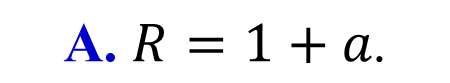 A. R = 1 + a.